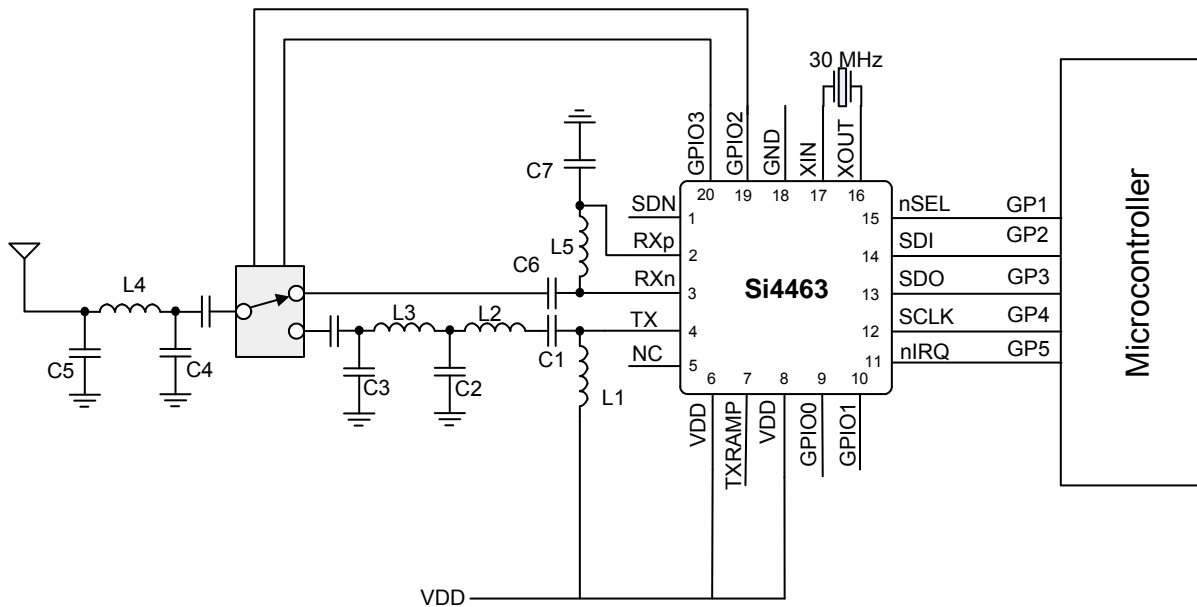 30 MHz
GPIO3
GPIO2
GND
XIN
XOUT
20
19
18
17
16
C7
SDN
1
RXp
2
L5
C6
RXn
3
TX
4
NC
5
Si4463
15
nSEL
GP1
14
SDI
GP2
13
SDO
GP3
12
SCLK
GP4
11
nIRQ
GP5
Microcontroller
L4
C5
C4
L3
L2
C1
C3
C2
L1
6
7
8
9
10
VDD
TXRAMP
VDD
GPIO0
GPIO1
VDD